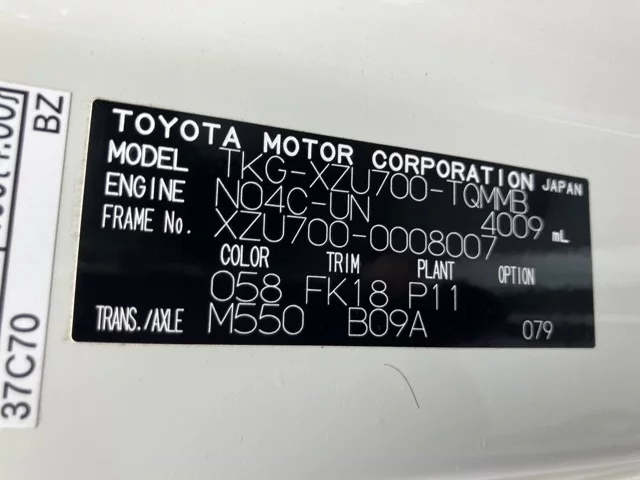 TOYOTA MOTOR CORPORATION JAPAN
MODEL TKG-XZU700-TQMMB
ENGINE N04C-UN 4009 mL
FRAME No. XZU700-0008007
COLOR TRIM PLANT OPTION
058 FK18 P11
TRANS./AXLE M550 B09A 079
BZ
37C70